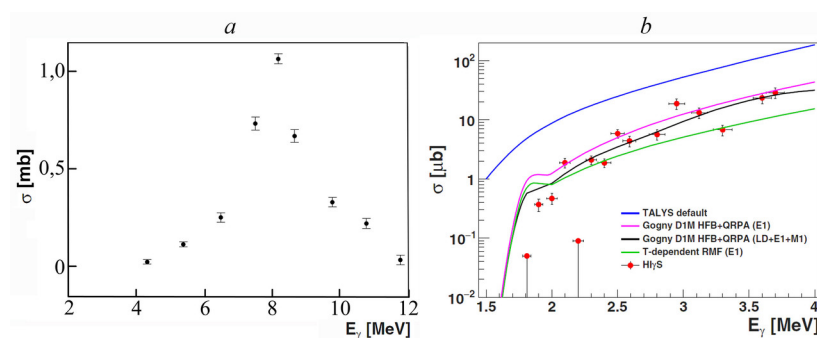 a
σ [mb]
1,0
0,5
0
2 4 6 8 10 12
E_γ [MeV]
b
σ [μb]
10²
10
1
10⁻¹
10⁻²
TALYS default
Gogny D1M HFB+QRPA (E1)
Gogny D1M HFB+QRPA (LD+E1+M1)
T-dependent RMF (E1)
HIγS
1.5 2 2.5 3 3.5 4
E_γ [MeV]